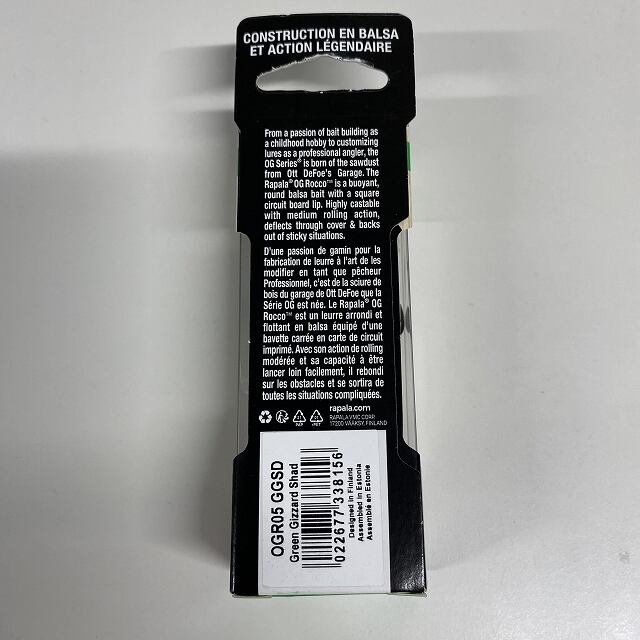 CONSTRUCTION EN BALSA
ET ACTION LÉGENDAIRE
From a passion of bait building as
a childhood hobby to customizing
lures as a professional angler, the
OG Series® is born of the sawdust
from Ott DeFoe's Garage. The
Rapala® OG Rocco™ is a buoyant,
round balsa bait with a square
circuit board lip. Highly castable
with medium rolling action,
deflects through cover & backs
out of sticky situations.
D'une passion de gamin pour la
fabrication de leurre à l'art de les
modifier en tant que pêcheur
Professionnel, c'est de la sciure de
bois du garage de Ott DeFoe que la
Série OG est née. Le Rapala® OG
Rocco™ est un leurre arrondi et
flottant en balsa équipé d'une
bavette carrée en carte de circuit
imprimé. Avec son action de rolling
modérée et sa capacité à être
lancer loin facilement, il rebondi
sur les obstacles et se sortira de
toutes les situations compliquées.
rapala.com
RAPALA VMC CORP.
17200 VÄÄKSY, FINLAND
PAP
OGR05 GGSD
Green Gizzard Shad
022677338156
Designed in Finland
Assembled in Estonia
Assemblé en Estonie